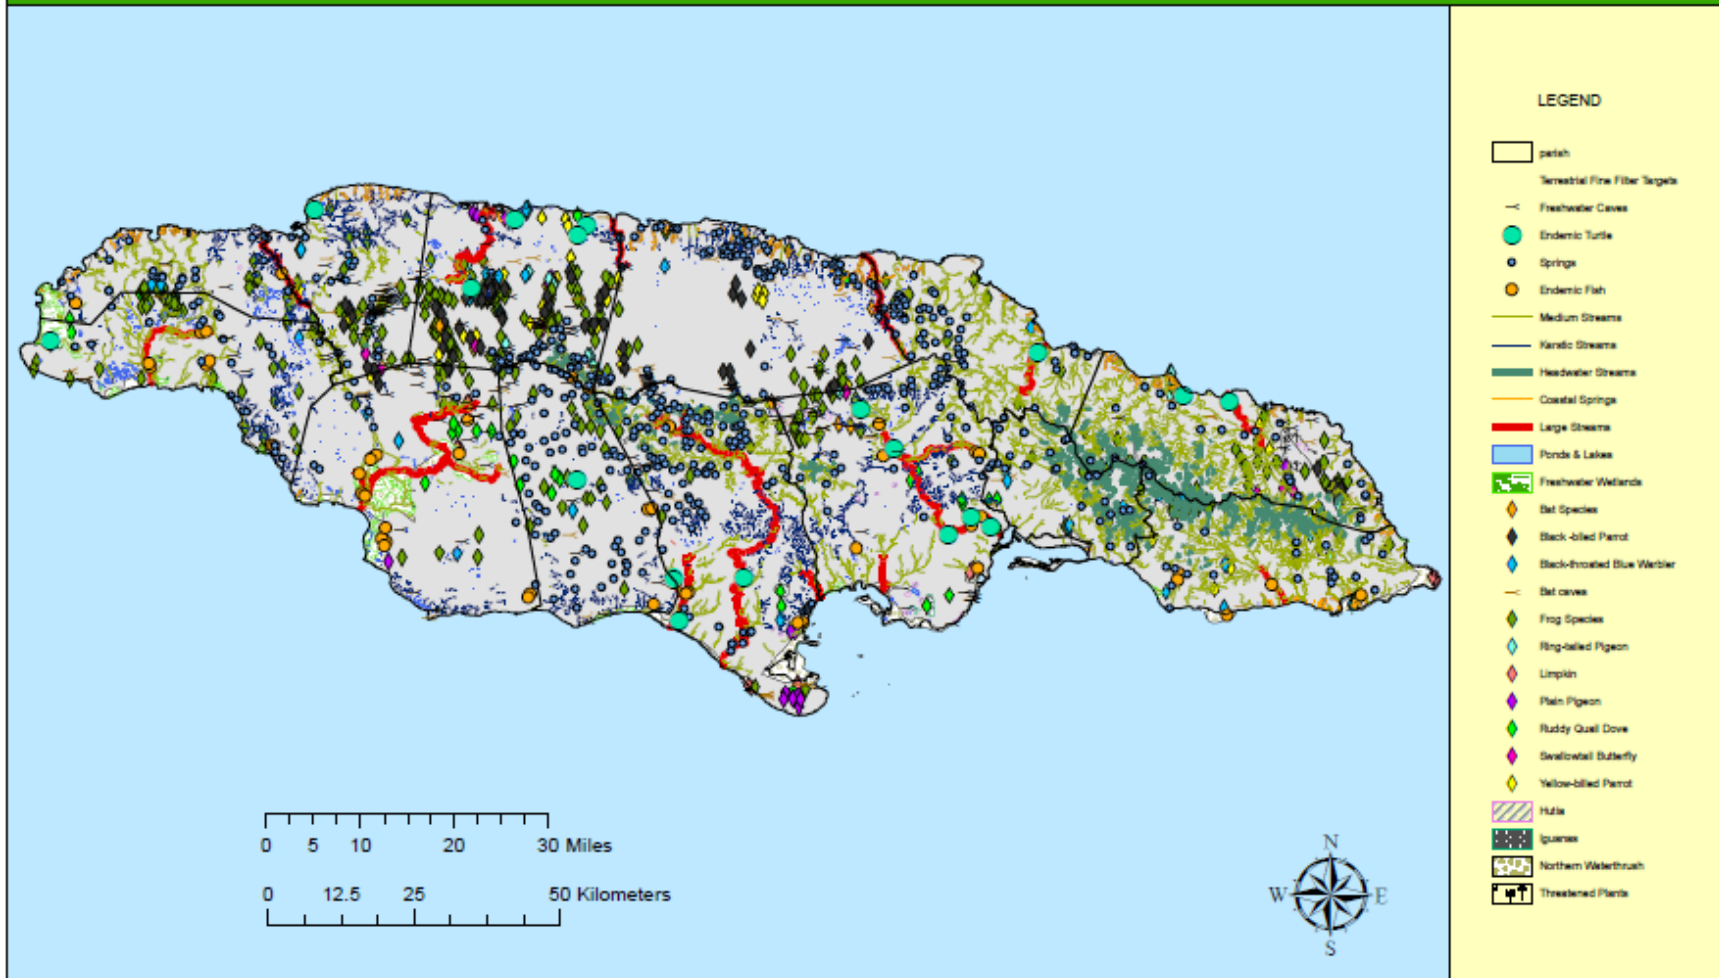 LEGEND
parish
Terrestrial Fine Filter Targets
Freshwater Caves
Endemic Turtle
Springs
Endemic Fish
Medium Streams
Karstic Streams
Headwater Streams
Coastal Springs
Large Streams
Ponds & Lakes
Freshwater Wetlands
Bat Species
Black -billed Parrot
Black-throated Blue Warbler
Bat caves
Frog Species
Ring-tailed Pigeon
Limpkin
Plain Pigeon
Ruddy Quail Dove
Swallowtail Butterfly
Yellow-billed Parrot
Hutia
Iguanas
Northern Waterthrush
Threatened Plants
0 5 10 20 30 Miles
0 12.5 25 50 Kilometers
N
W E
S